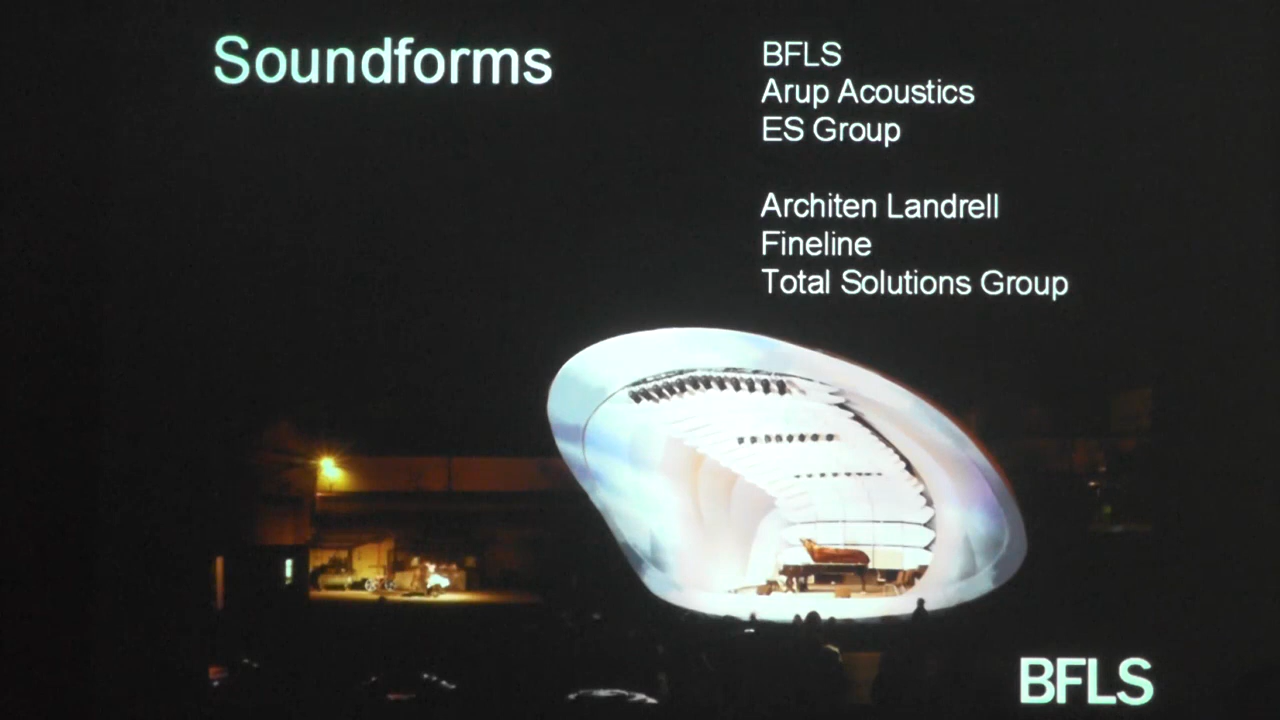 Soundforms
BFLS
Arup Acoustics
ES Group
Architen Landrell
Fineline
Total Solutions Group
BFLS